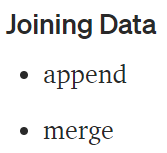 Joining Data
• append
• merge